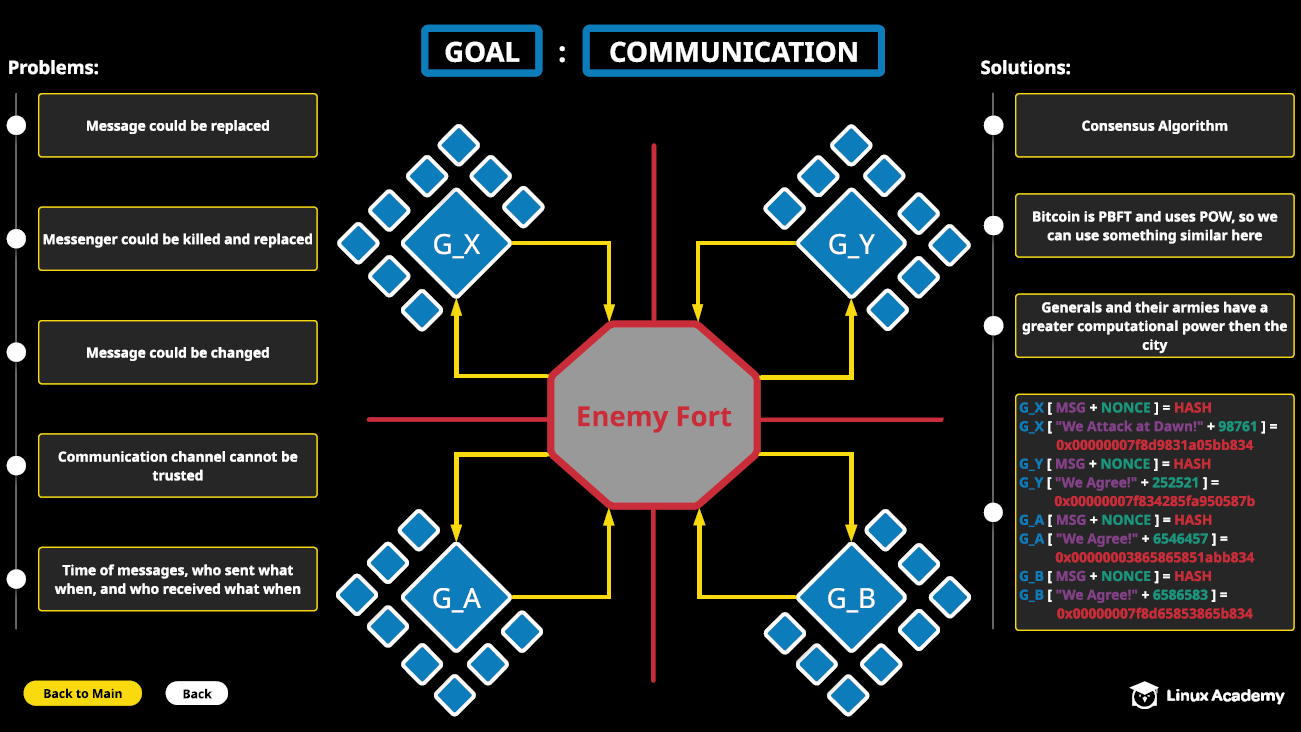 GOAL : COMMUNICATION
Problems:
Message could be replaced
Messenger could be killed and replaced
Message could be changed
Communication channel cannot be
trusted
Time of messages, who sent what
when, and who received what when
G_X
G_Y
Enemy Fort
G_A
G_B
Solutions:
Consensus Algorithm
Bitcoin is PBFT and uses POW, so we
can use something similar here
Generals and their armies have a
greater computational power then the
city
G_X [ MSG + NONCE ] = HASH
G_X [ "We Attack at Dawn!" + 98761 ] =
0x00000007f8d9831a05bb834
G_Y [ MSG + NONCE ] = HASH
G_Y [ "We Agree!" + 252521 ] =
0x00000007f834285fa950587b
G_A [ MSG + NONCE ] = HASH
G_A [ "We Agree!" + 6546457 ] =
0x00000003865865851abb834
G_B [ MSG + NONCE ] = HASH
G_B [ "We Agree!" + 6586583 ] =
0x00000007f8d65853865b834
Back to Main
Back
Linux Academy